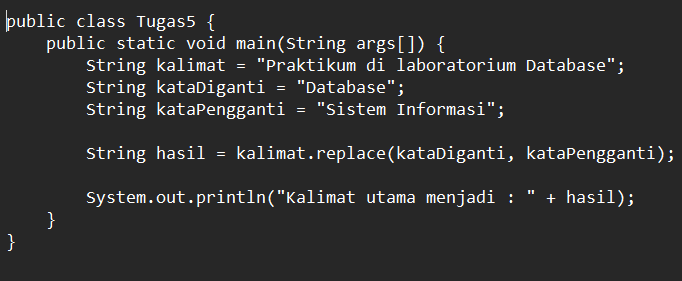 public class Tugas5 {
    public static void main(String args[]) {
        String kalimat = "Praktikum di laboratorium Database";
        String kataDiganti = "Database";
        String kataPengganti = "Sistem Informasi";

        String hasil = kalimat.replace(kataDiganti, kataPengganti);

        System.out.println("Kalimat utama menjadi : " + hasil);
    }
}